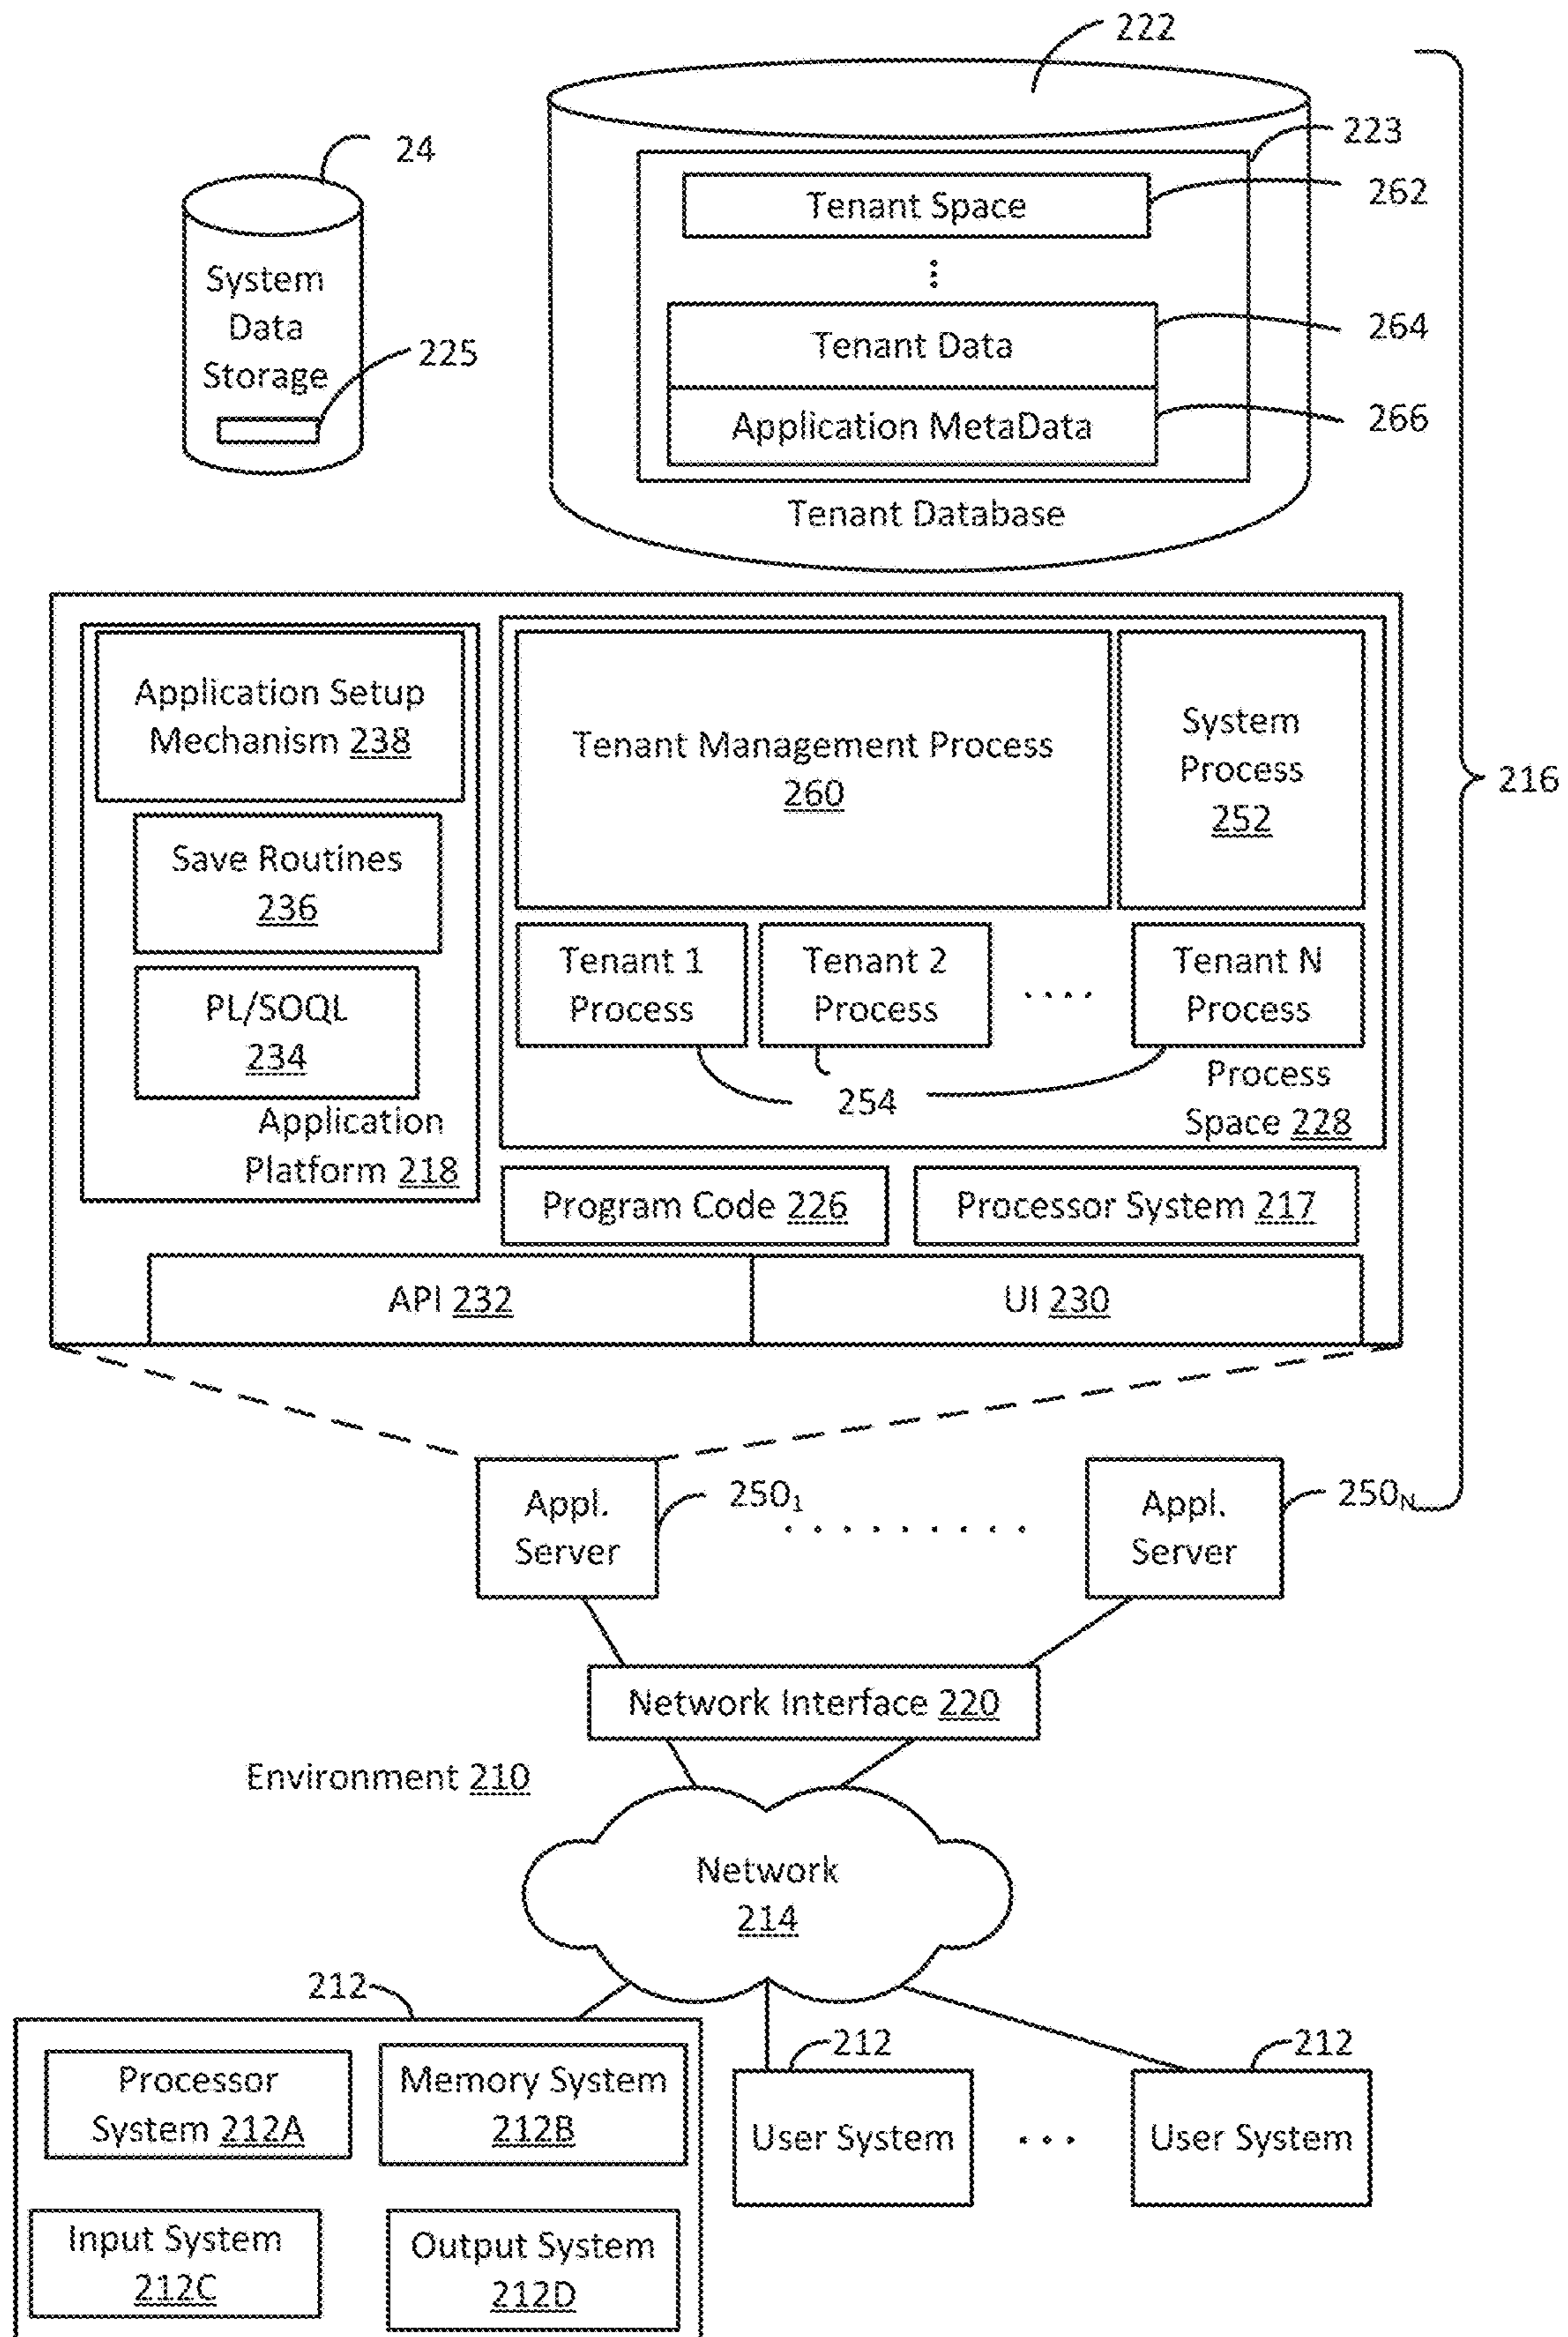 222
24
223
Tenant Space
262
System
Data
Storage
225
Tenant Data
264
Application MetaData
266
Tenant Database
216
Application Setup
Mechanism 238
Save Routines
236
PL/SOQL
234
Application
Platform 218
Tenant Management Process
260
System
Process
252
Tenant 1
Process
Tenant 2
Process
....
Tenant N
Process
254
Process
Space 228
Program Code 226
Processor System 217
API 232
UI 230
Appl.
Server
250₁
.........
Appl.
Server
250N
Network Interface 220
Environment 210
Network
214
212
Processor
System 212A
Memory System
212B
Input System
212C
Output System
212D
212
User System
...
212
User System